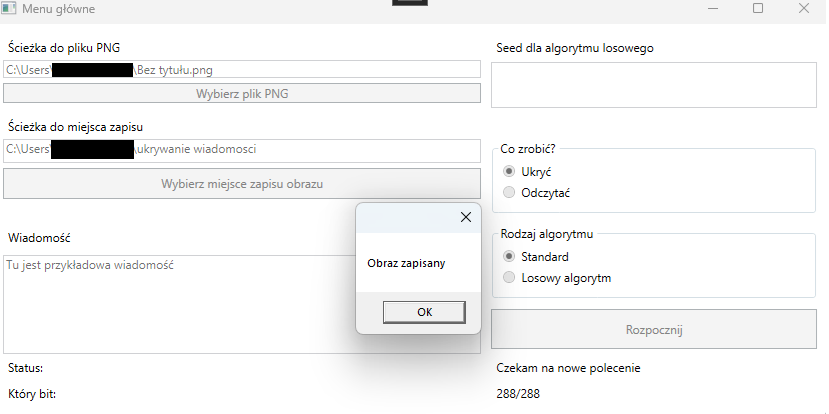 Menu główne
Ścieżka do pliku PNG
C:\Users\ \Bez tytułu.png
Wybierz plik PNG
Ścieżka do miejsca zapisu
C:\Users\ \ukrywanie wiadomosci
Wybierz miejsce zapisu obrazu
Wiadomość
Tu jest przykładowa wiadomość
Seed dla algorytmu losowego
Co zrobić?
Ukryć
Odczytać
Rodzaj algorytmu
Standard
Losowy algorytm
Rozpocznij
Obraz zapisany
OK
Status:
Czekam na nowe polecenie
Który bit:
288/288